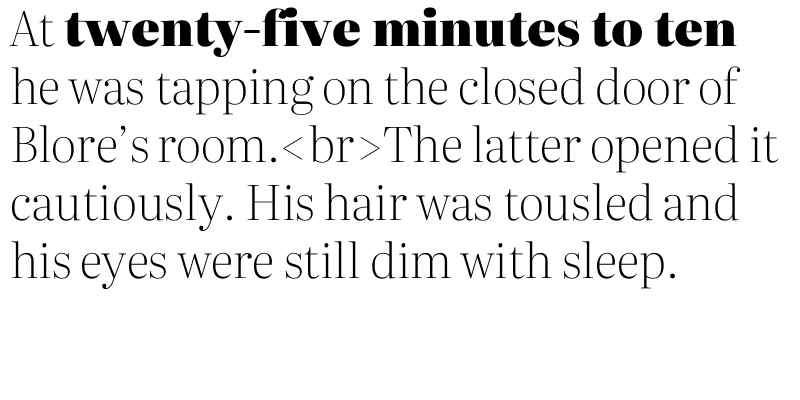 At twenty-five minutes to ten
he was tapping on the closed door of
Blore’s room.<br>The latter opened it
cautiously. His hair was tousled and
his eyes were still dim with sleep.